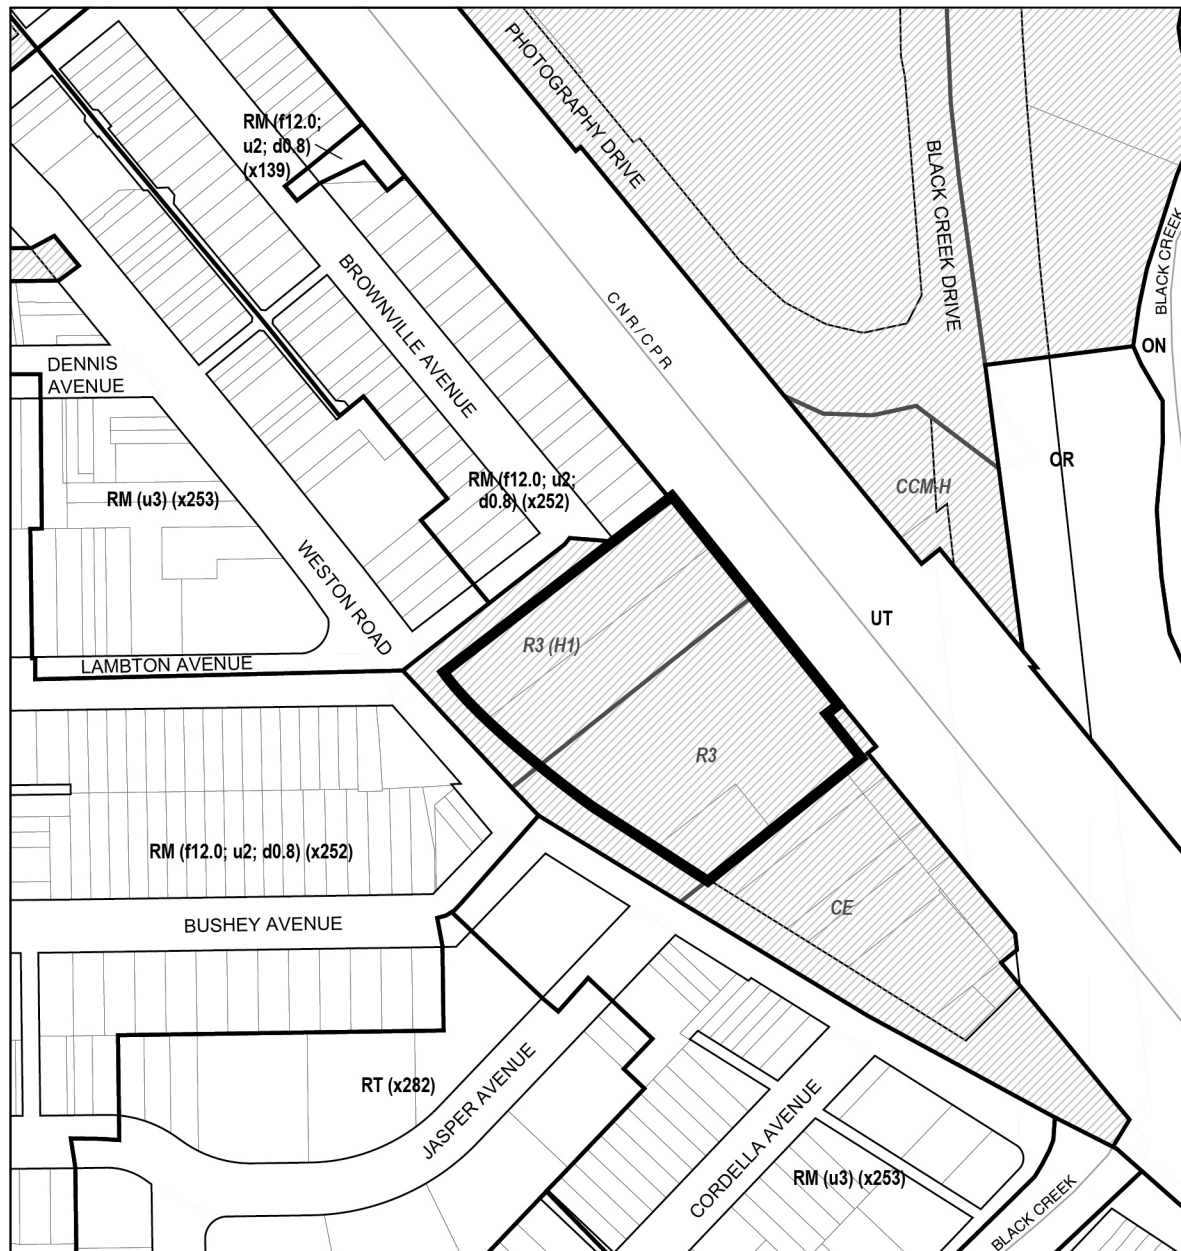 PHOTOGRAPHY DRIVE
RM (f12.0;
u2; d0.8)
(x139)
BLACK CREEK DRIVE
BLACK CREEK
BROWNVILLE AVENUE
CNR/CPR
ON
DENNIS
AVENUE
OR
RM (u3) (x253)
RM (f12.0; u2;
d0.8) (x252)
CCM-H
WESTON ROAD
UT
R3 (H1)
LAMBTON AVENUE
R3
RM (f12.0; u2; d0.8) (x252)
CE
BUSHEY AVENUE
RT (x282)
JASPER AVENUE
CORDELLA AVENUE
RM (u3) (x253)
BLACK CREEK